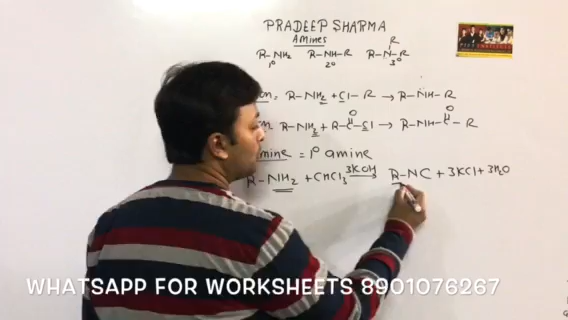 PRADEEP SHARMA
Amines
R-NH2 R-NH-R R-N-R
R
1° 2° 3°
R-NH2 + Cl-R → R-NH-R
O O
R-NH2 + R-C-Cl → R-NH-C-R
amine = 1° amine
R-NH2 + CHCl3 3KOH → R-NC + 3KCl + 3H2O
WHATSAPP FOR WORKSHEETS 8901076267